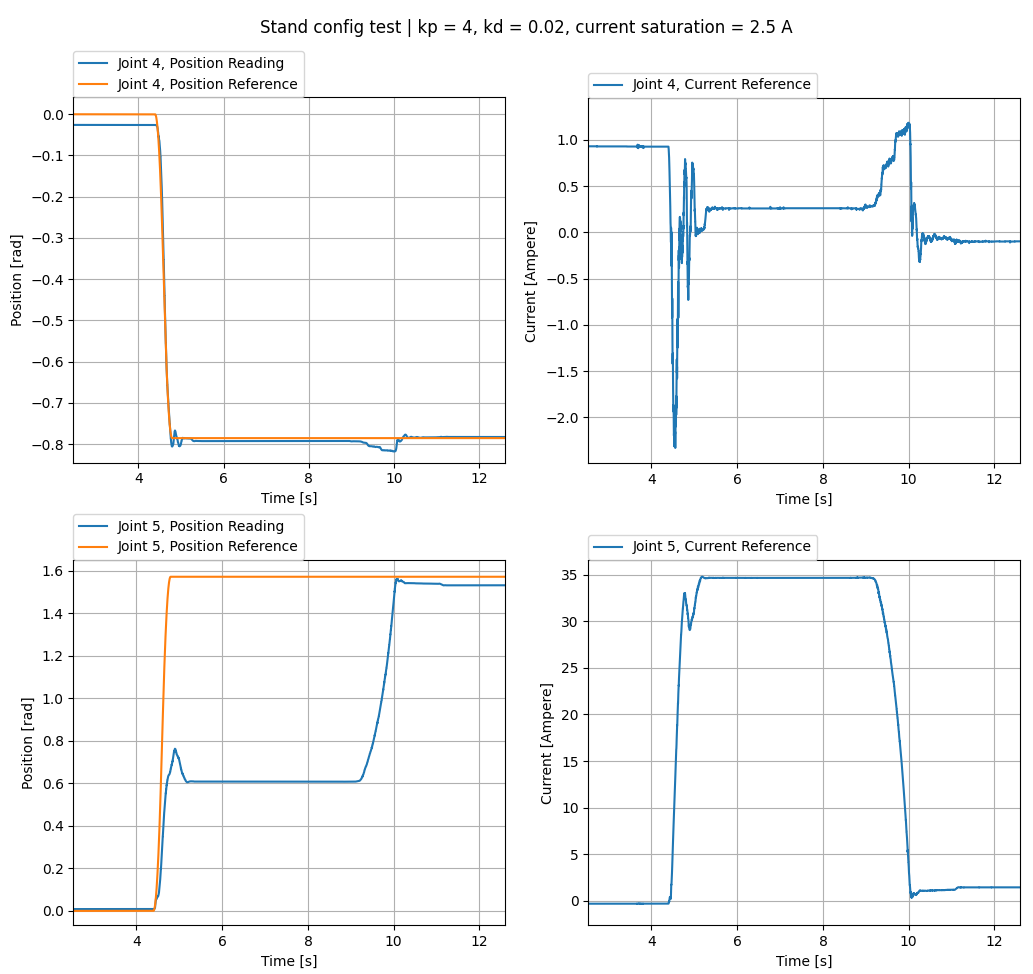 Stand config test | kp = 4, kd = 0.02, current saturation = 2.5 A
Joint 4, Position Reading
Joint 4, Position Reference
0.0
−0.1
−0.2
−0.3
−0.4
−0.5
−0.6
−0.7
−0.8
Position [rad]
4 6 8 10 12
Time [s]
Joint 4, Current Reference
1.0
0.5
0.0
−0.5
−1.0
−1.5
−2.0
Current [Ampere]
4 6 8 10 12
Time [s]
Joint 5, Position Reading
Joint 5, Position Reference
1.6
1.4
1.2
1.0
0.8
0.6
0.4
0.2
0.0
Position [rad]
4 6 8 10 12
Time [s]
Joint 5, Current Reference
35
30
25
20
15
10
5
0
Current [Ampere]
4 6 8 10 12
Time [s]